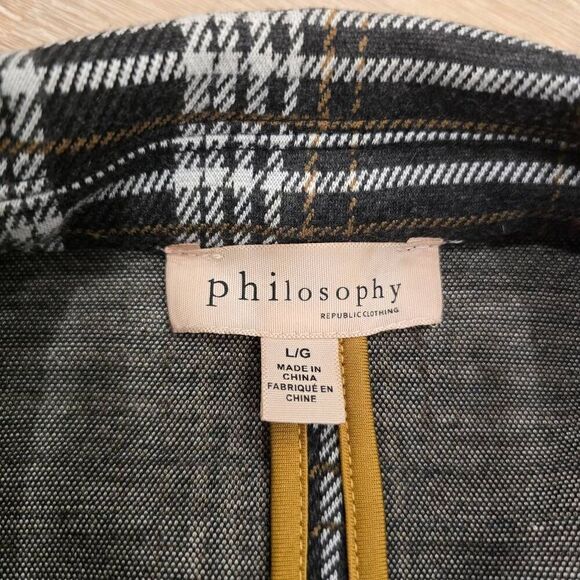 philosophy
REPUBLIC CLOTHING
L/G
MADE IN
CHINA
FABRIQUÉ EN
CHINE